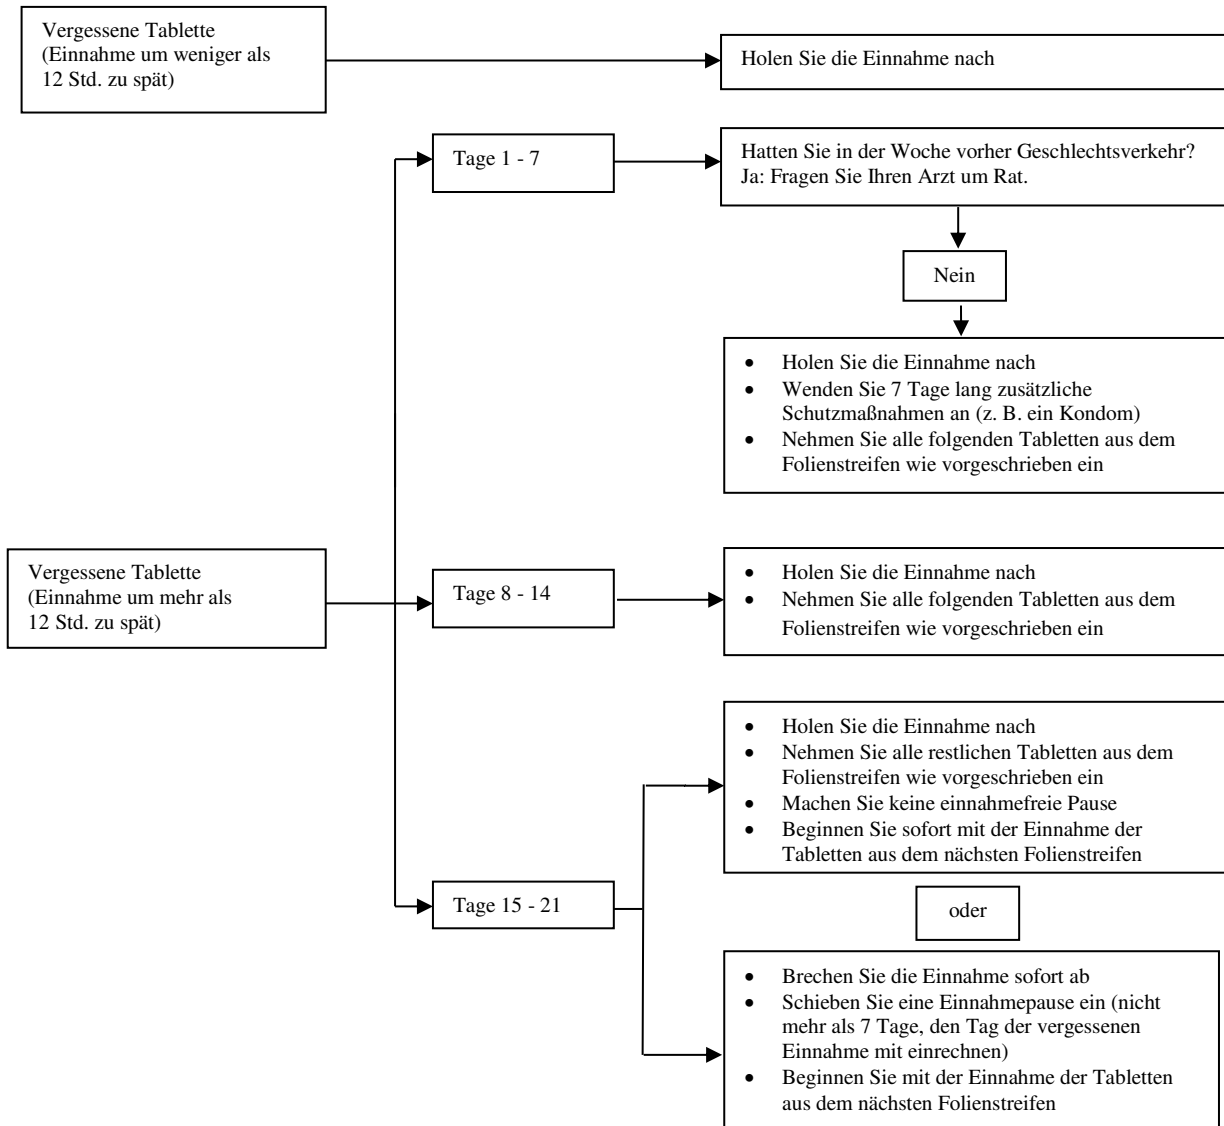 Vergessene Tablette
(Einnahme um weniger als
12 Std. zu spät)
Holen Sie die Einnahme nach
Tage 1 - 7
Hatten Sie in der Woche vorher Geschlechtsverkehr?
Ja: Fragen Sie Ihren Arzt um Rat.
Nein
• Holen Sie die Einnahme nach
• Wenden Sie 7 Tage lang zusätzliche
Schutzmaßnahmen an (z. B. ein Kondom)
• Nehmen Sie alle folgenden Tabletten aus dem
Folienstreifen wie vorgeschrieben ein
Vergessene Tablette
(Einnahme um mehr als
12 Std. zu spät)
Tage 8 - 14
• Holen Sie die Einnahme nach
• Nehmen Sie alle folgenden Tabletten aus dem
Folienstreifen wie vorgeschrieben ein
Tage 15 - 21
• Holen Sie die Einnahme nach
• Nehmen Sie alle restlichen Tabletten aus dem
Folienstreifen wie vorgeschrieben ein
• Machen Sie keine einnahmefreie Pause
• Beginnen Sie sofort mit der Einnahme der
Tabletten aus dem nächsten Folienstreifen
oder
• Brechen Sie die Einnahme sofort ab
• Schieben Sie eine Einnahmepause ein (nicht
mehr als 7 Tage, den Tag der vergessenen
Einnahme mit einrechnen)
• Beginnen Sie mit der Einnahme der Tabletten
aus dem nächsten Folienstreifen